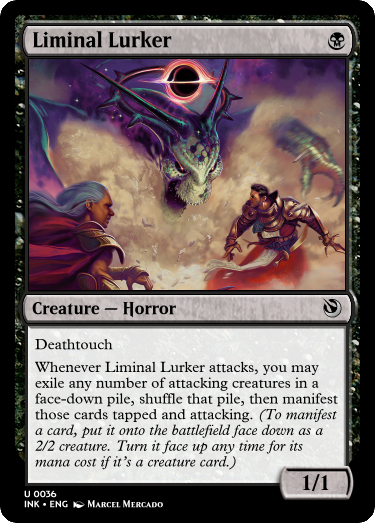 Liminal Lurker
Creature — Horror
Deathtouch
Whenever Liminal Lurker attacks, you may
exile any number of attacking creatures in a
face-down pile, shuffle that pile, then manifest
those cards tapped and attacking. (To manifest
a card, put it onto the battlefield face down as a
2/2 creature. Turn it face up any time for its
mana cost if it's a creature card.)
1/1
U 0036
INK • ENG Marcel Mercado